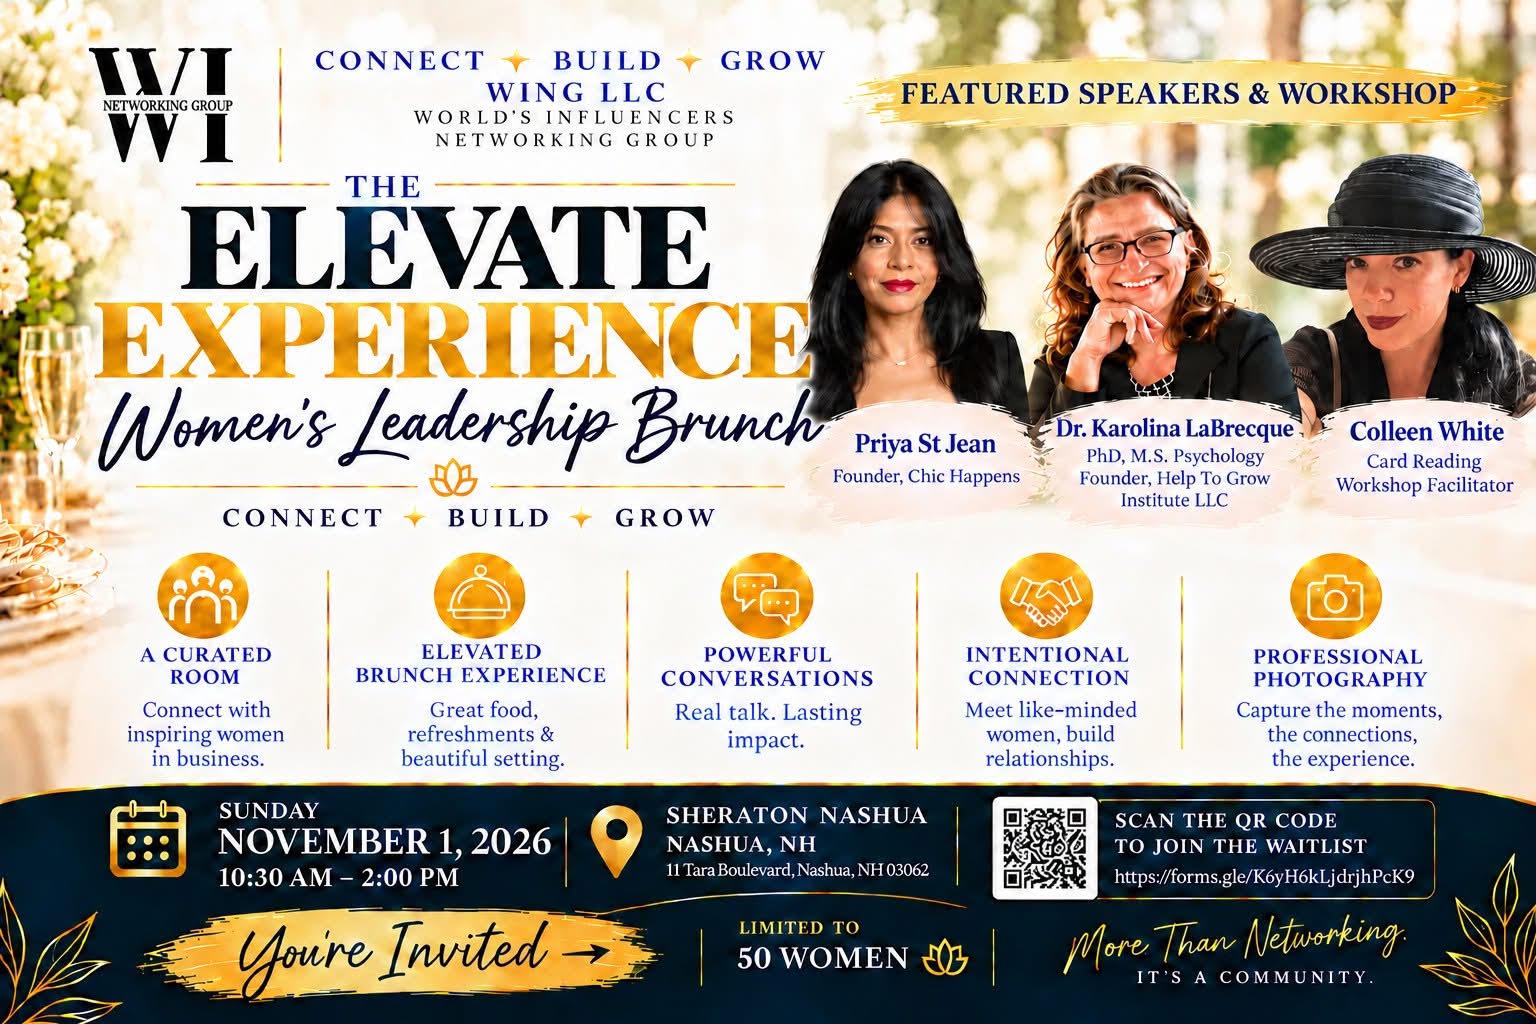 WI
NETWORKING GROUP
WI
CONNECT BUILD GROW
WING LLC
WORLD'S INFLUENCERS
NETWORKING GROUP
THE
ELEVATE
EXPERIENCE
Women's Leadership Brunch
CONNECT BUILD GROW
FEATURED SPEAKERS & WORKSHOP
Priya St Jean
Founder, Chic Happens
Dr. Karolina LaBrecque
PhD, M.S. Psychology
Founder, Help To Grow
Institute LLC
Colleen White
Card Reading
Workshop Facilitator
A CURATED
ROOM
Connect with
inspiring women
in business.
ELEVATED
BRUNCH EXPERIENCE
Great food,
refreshments &
beautiful setting.
POWERFUL
CONVERSATIONS
Real talk. Lasting
impact.
INTENTIONAL
CONNECTION
Meet like-minded
women, build
relationships.
PROFESSIONAL
PHOTOGRAPHY
Capture the moments,
the connections,
the experience.
SUNDAY
NOVEMBER 1, 2026
10:30 AM – 2:00 PM
SHERATON NASHUA
NASHUA, NH
11 Tara Boulevard, Nashua, NH 03062
SCAN THE QR CODE
TO JOIN THE WAITLIST
https://forms.gle/K6yH6kLjdrjhPcK9
You're Invited →
LIMITED TO
50 WOMEN
More Than Networking.
IT'S A COMMUNITY.